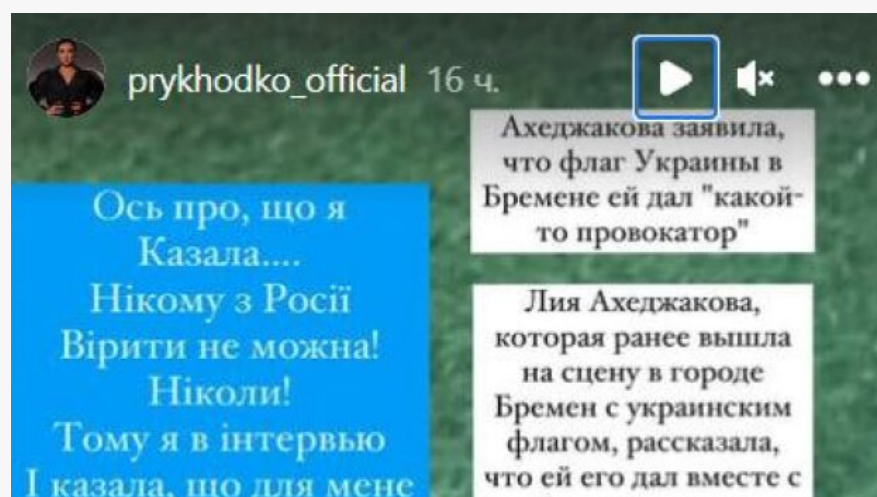 prykhodko_official 16 ч.
Ось про, що я
Казала....
Нікому з Росії
Вірити не можна!
Ніколи!
Тому я в інтервью
І казала, що для мене
Ахеджакова заявила,
что флаг Украины в
Бремене ей дал "какой-
то провокатор"
Лия Ахеджакова,
которая ранее вышла
на сцену в городе
Бремен с украинским
флагом, рассказала,
что ей его дал вместе с